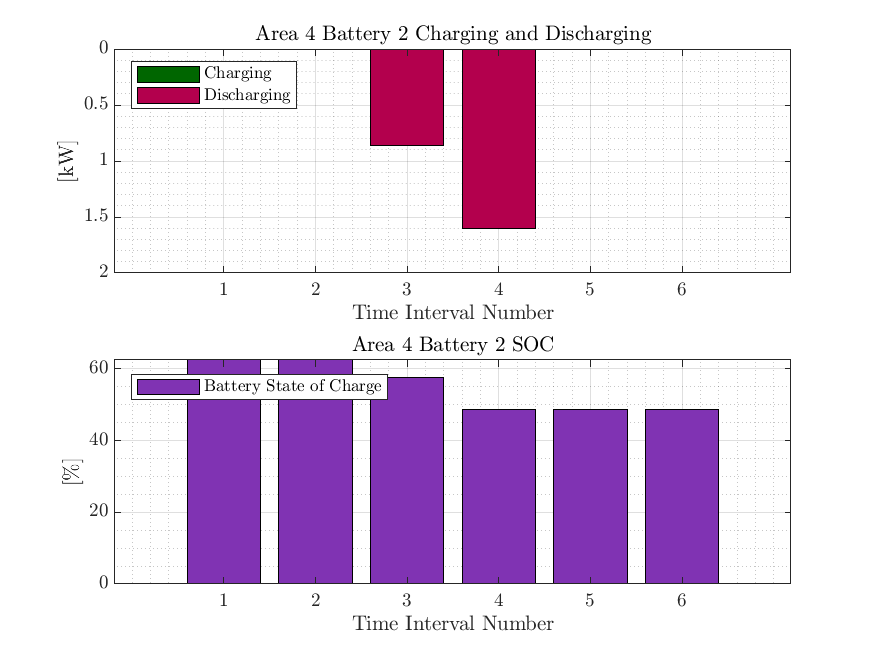 Area 4 Battery 2 Charging and Discharging
0
Charging
Discharging
0.5
[kW]
1
1.5
2
1 2 3 4 5 6
Time Interval Number
Area 4 Battery 2 SOC
60
Battery State of Charge
40
[%]
20
0
1 2 3 4 5 6
Time Interval Number